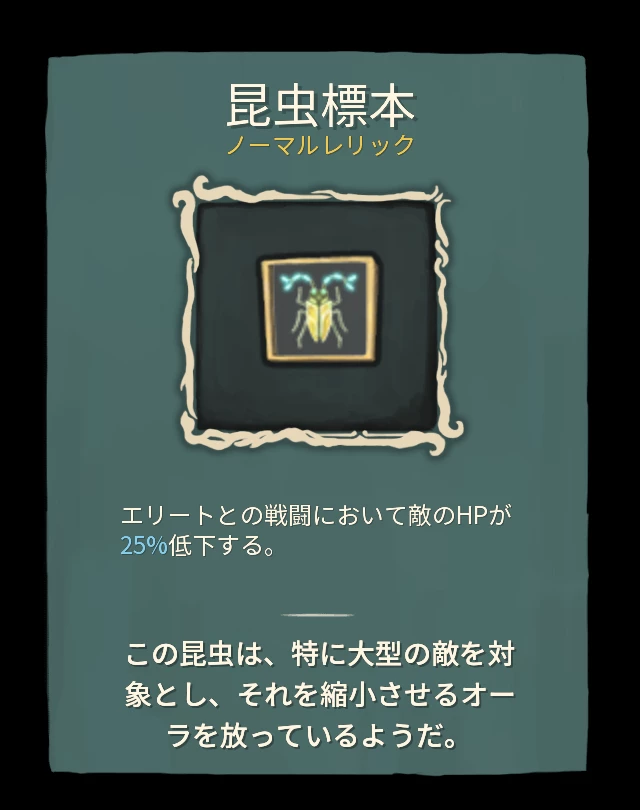 昆虫標本
ノーマルレリック
エリートとの戦闘において敵のHPが
25%低下する。
この昆虫は、特に大型の敵を対
象とし、それを縮小させるオー
ラを放っているようだ。